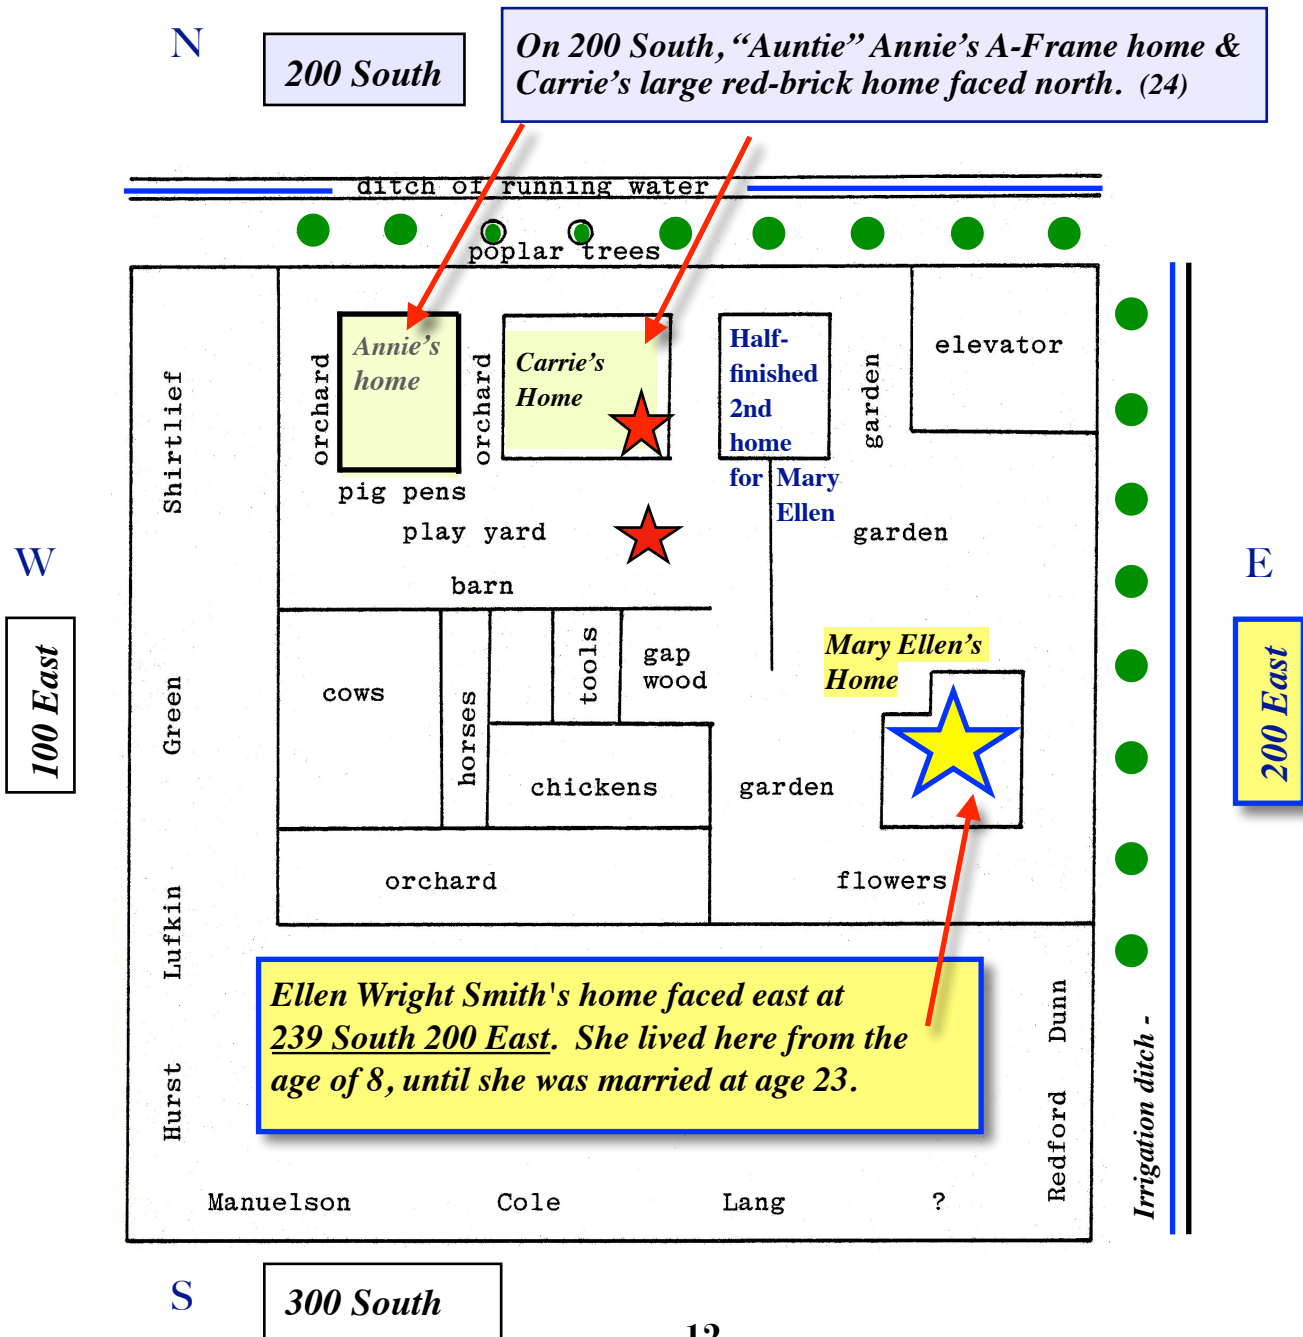 N
200 South
On 200 South, “Auntie” Annie’s A-Frame home &
Carrie’s large red-brick home faced north. (24)
ditch of running water
poplar trees
Shirtlief
orchard
Annie’s
home
orchard
Carrie’s
Home
Half-
finished
2nd
home
for Mary
Ellen
garden
elevator
pig pens
play yard
garden
barn
W
E
100 East
200 East
Green
cows
horses
tools
gap
wood
Mary Ellen’s
Home
chickens
garden
orchard
flowers
Lufkin
Hurst
Ellen Wright Smith's home faced east at
239 South 200 East. She lived here from the
age of 8, until she was married at age 23.
Dunn
Redford
Irrigation ditch -
Manuelson
Cole
Lang
?
S
300 South
12